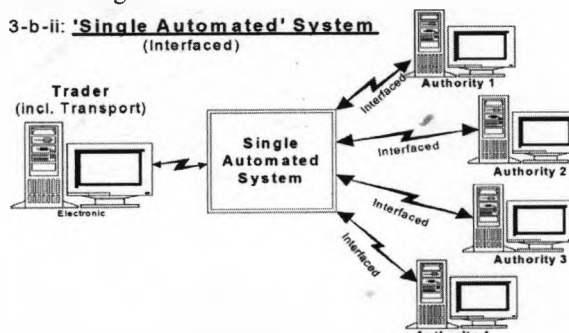 3-b-ii: 'Single Automated' System
(Interfaced)
Trader
(incl. Transport)
Electronic
Single
Automated
System
Interfaced
Authority 1
Interfaced
Authority 2
Interfaced
Authority 3
Interfaced